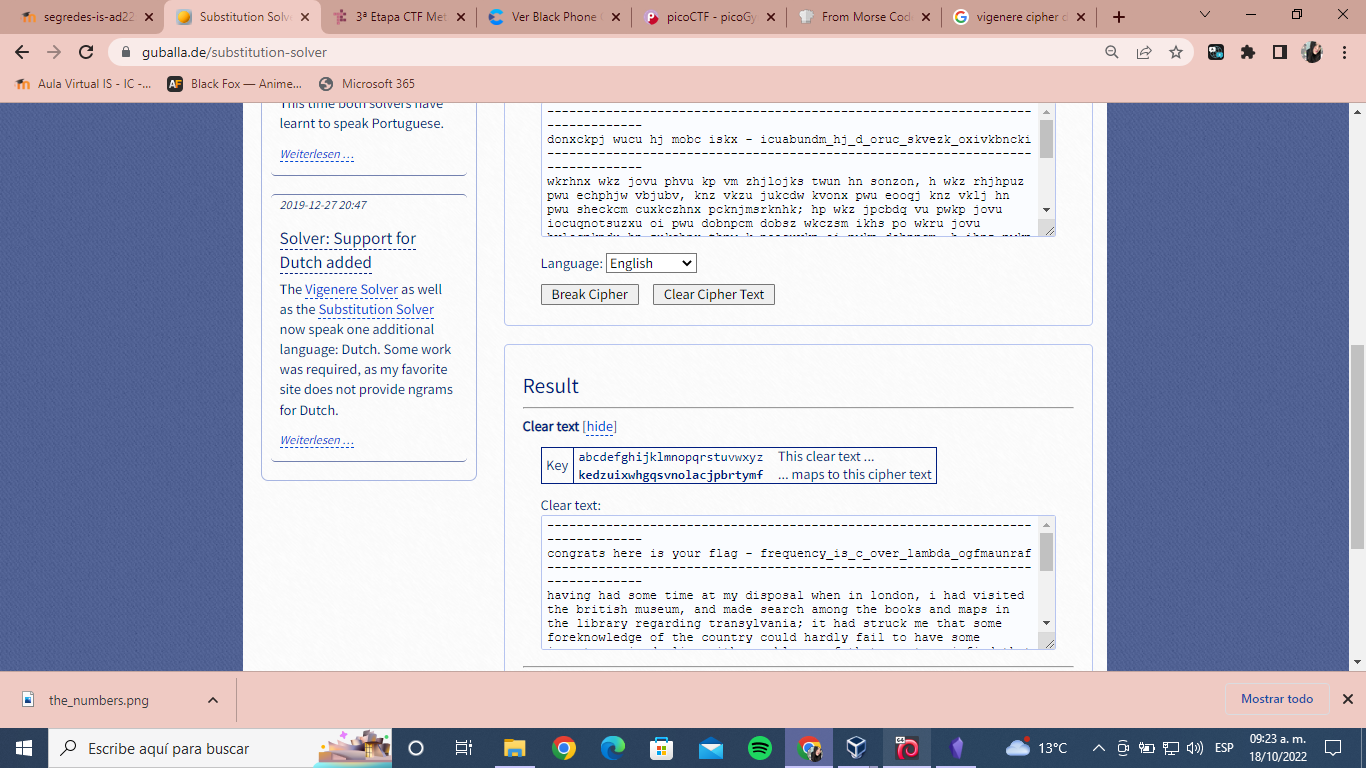 segredes-is-ad22
Substitution Solv
3ª Etapa CTF Met
Ver Black Phone
picoCTF - picoGy
From Morse Cod
vigenere cipher d
guballa.de/substitution-solver
Aula Virtual IS - IC -...
Black Fox — Anime...
Microsoft 365
This time both solvers have
learnt to speak Portuguese.
Weiterlesen ...
2019-12-27 20:47
Solver: Support for
Dutch added
The Vigenere Solver as well
as the Substitution Solver
now speak one additional
language: Dutch. Some work
was required, as my favorite
site does not provide ngrams
for Dutch.
Weiterlesen ...
-------------------------------------------------------------------
-------------
donxckpj wucu hj mobc iskx - icuabundm_hj_d_oruc_skvezk_oxivkbncki
-------------------------------------------------------------------
-------------
wkrhnx wkz jovu phvu kp vm zhjlojks twun hn sonzon, h wkz rhjhpuz
pwu echphjw vbjubv, knz vkzu jukcdw kvonx pwu eooqj knz vklj hn
pwu sheckcm cuxkczhnx pcknjmsrknhk; hp wkz jpcbdq vu pwkp jovu
iocuqnotsuzxu oi pwu dobnpcm dobsz wkczsm ikhs po wkru jovu
Language: English
Break Cipher Clear Cipher Text
Result
Clear text [hide]
Key abcdefghijklmnopqrstuvwxyz This clear text ...
kedzuixwhgqsvnolacjpbrtymf ... maps to this cipher text
Clear text:
-------------------------------------------------------------------
-------------
congrats here is your flag - frequency_is_c_over_lambda_ogfmaunraf
-------------------------------------------------------------------
-------------
having had some time at my disposal when in london, i had visited
the british museum, and made search among the books and maps in
the library regarding transylvania; it had struck me that some
foreknowledge of the country could hardly fail to have some
the_numbers.png
Mostrar todo
Escribe aquí para buscar
13°C
ESP
09:23 a. m.
18/10/2022